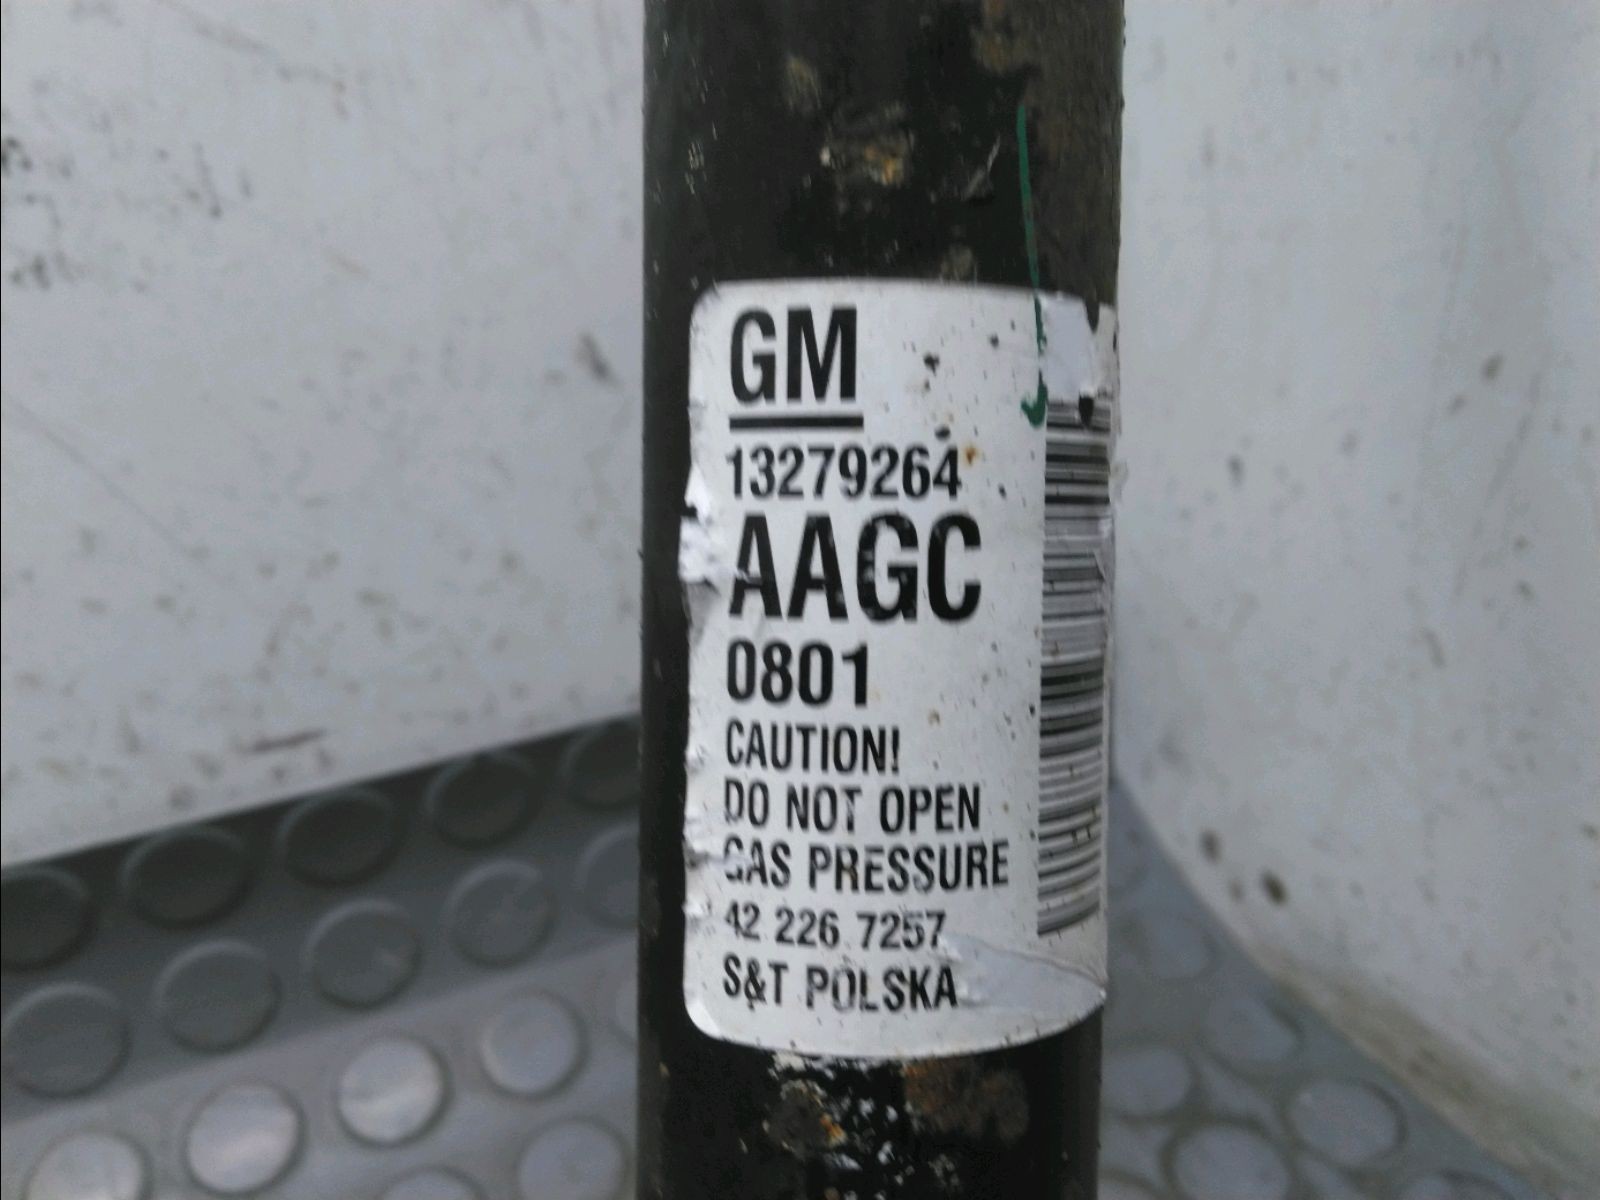 GM
13279264
AAGC
0801
CAUTION!
DO NOT OPEN
GAS PRESSURE
42 226 7257
S&T POLSKA